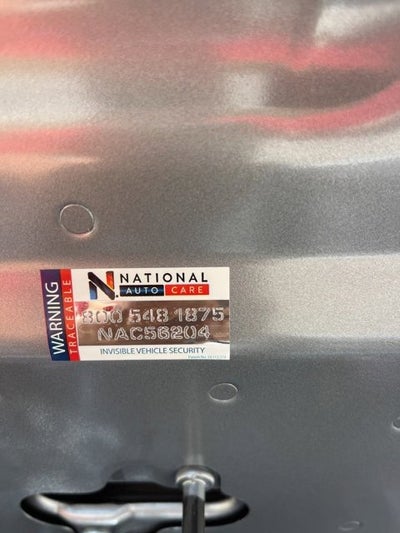 WARNING
TRACEABLE
N. NATIONAL
AUTO CARE
800 548 1875
NAC56204
INVISIBLE VEHICLE SECURITY